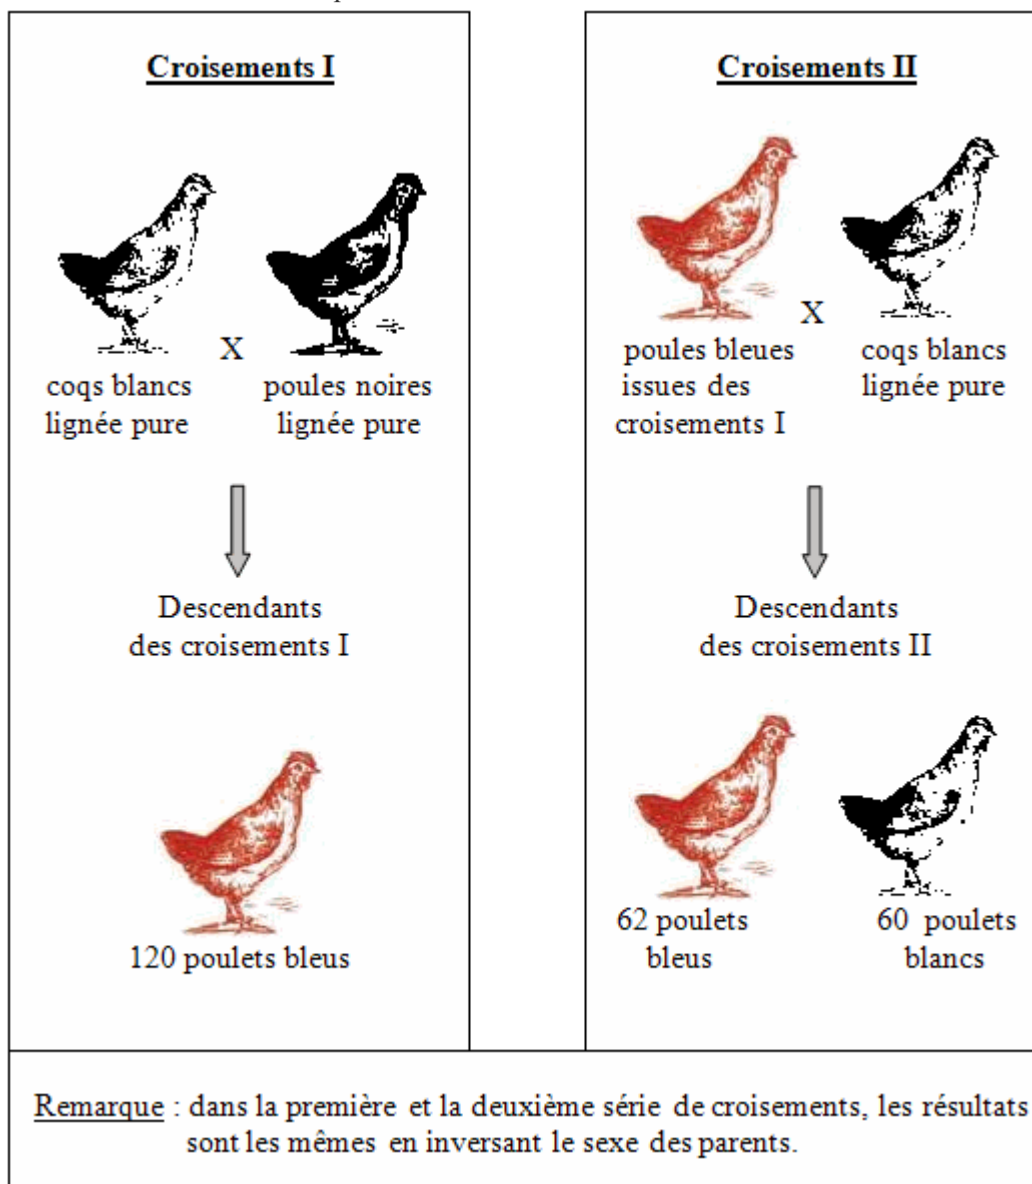 Croisements I
X
coqs blancs
lignée pure
poules noires
lignée pure
Descendants
des croisements I
120 poulets bleus
Croisements II
X
poules bleues
issues des
croisements I
coqs blancs
lignée pure
Descendants
des croisements II
62 poulets
bleus
60 poulets
blancs
Remarque : dans la première et la deuxième série de croisements, les résultats
sont les mêmes en inversant le sexe des parents.